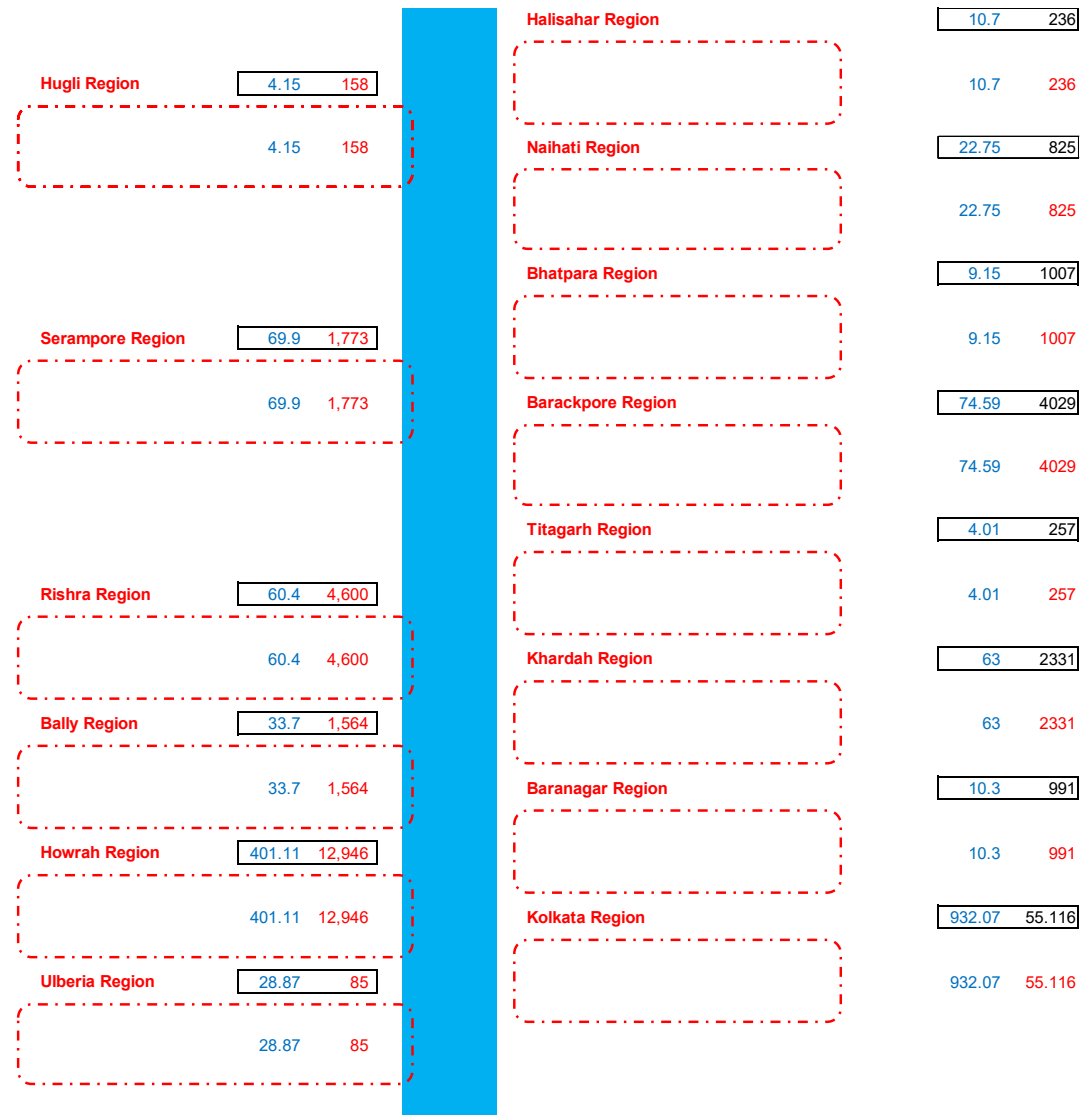 Hugli Region 4.15 158
4.15 158
Serampore Region 69.9 1,773
69.9 1,773
Rishra Region 60.4 4,600
60.4 4,600
Bally Region 33.7 1,564
33.7 1,564
Howrah Region 401.11 12,946
401.11 12,946
Ulberia Region 28.87 85
28.87 85
Halisahar Region 10.7 236
10.7 236
Naihati Region 22.75 825
22.75 825
Bhatpara Region 9.15 1007
9.15 1007
Barackpore Region 74.59 4029
74.59 4029
Titagarh Region 4.01 257
4.01 257
Khardah Region 63 2331
63 2331
Baranagar Region 10.3 991
10.3 991
Kolkata Region 932.07 55.116
932.07 55.116